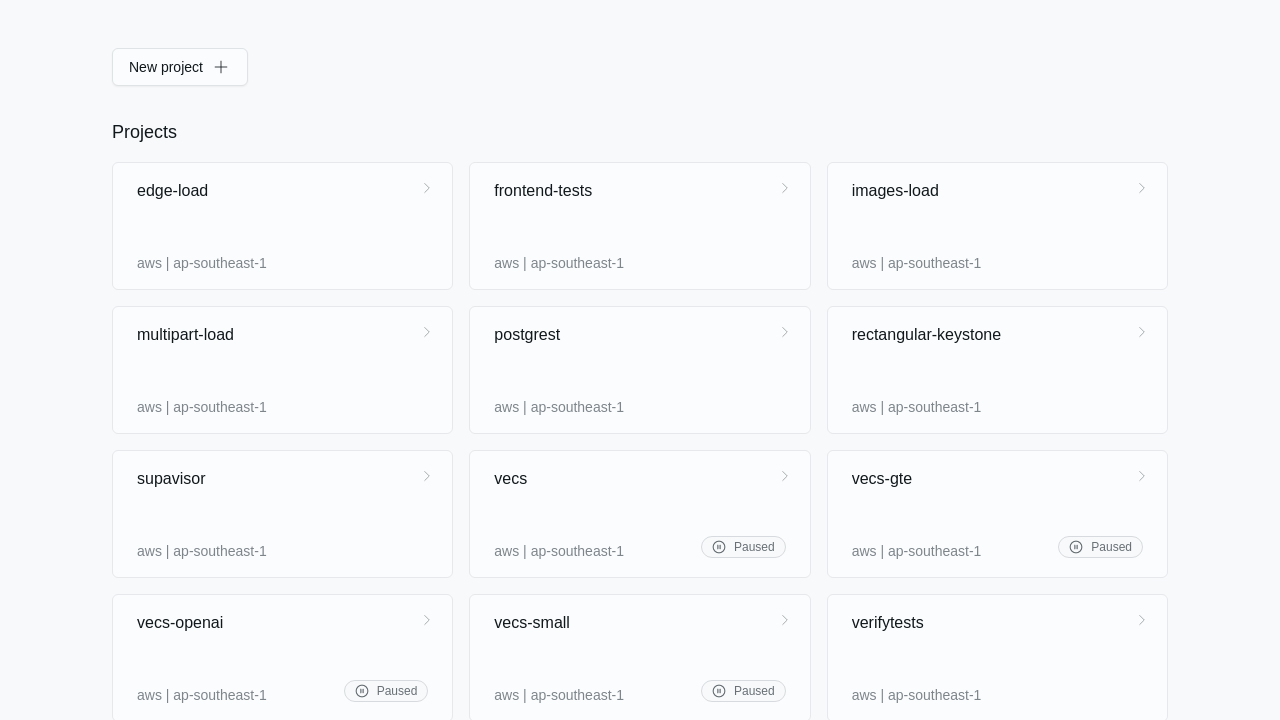 New project
Projects
edge-load
aws | ap-southeast-1
frontend-tests
aws | ap-southeast-1
images-load
aws | ap-southeast-1
multipart-load
aws | ap-southeast-1
postgrest
aws | ap-southeast-1
rectangular-keystone
aws | ap-southeast-1
supavisor
aws | ap-southeast-1
vecs
aws | ap-southeast-1
Paused
vecs-gte
aws | ap-southeast-1
Paused
vecs-openai
aws | ap-southeast-1
Paused
vecs-small
aws | ap-southeast-1
Paused
verifytests
aws | ap-southeast-1